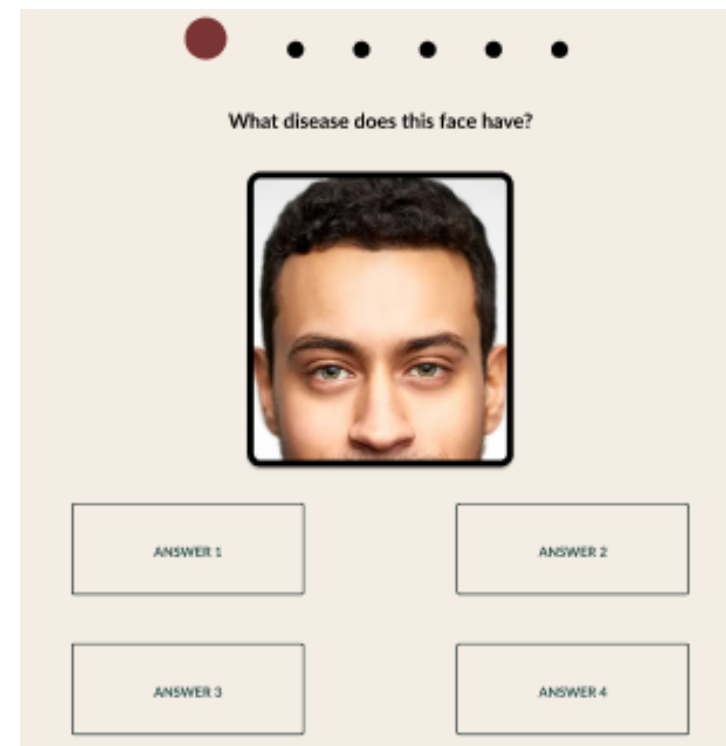 What disease does this face have?
ANSWER 1
ANSWER 2
ANSWER 3
ANSWER 4